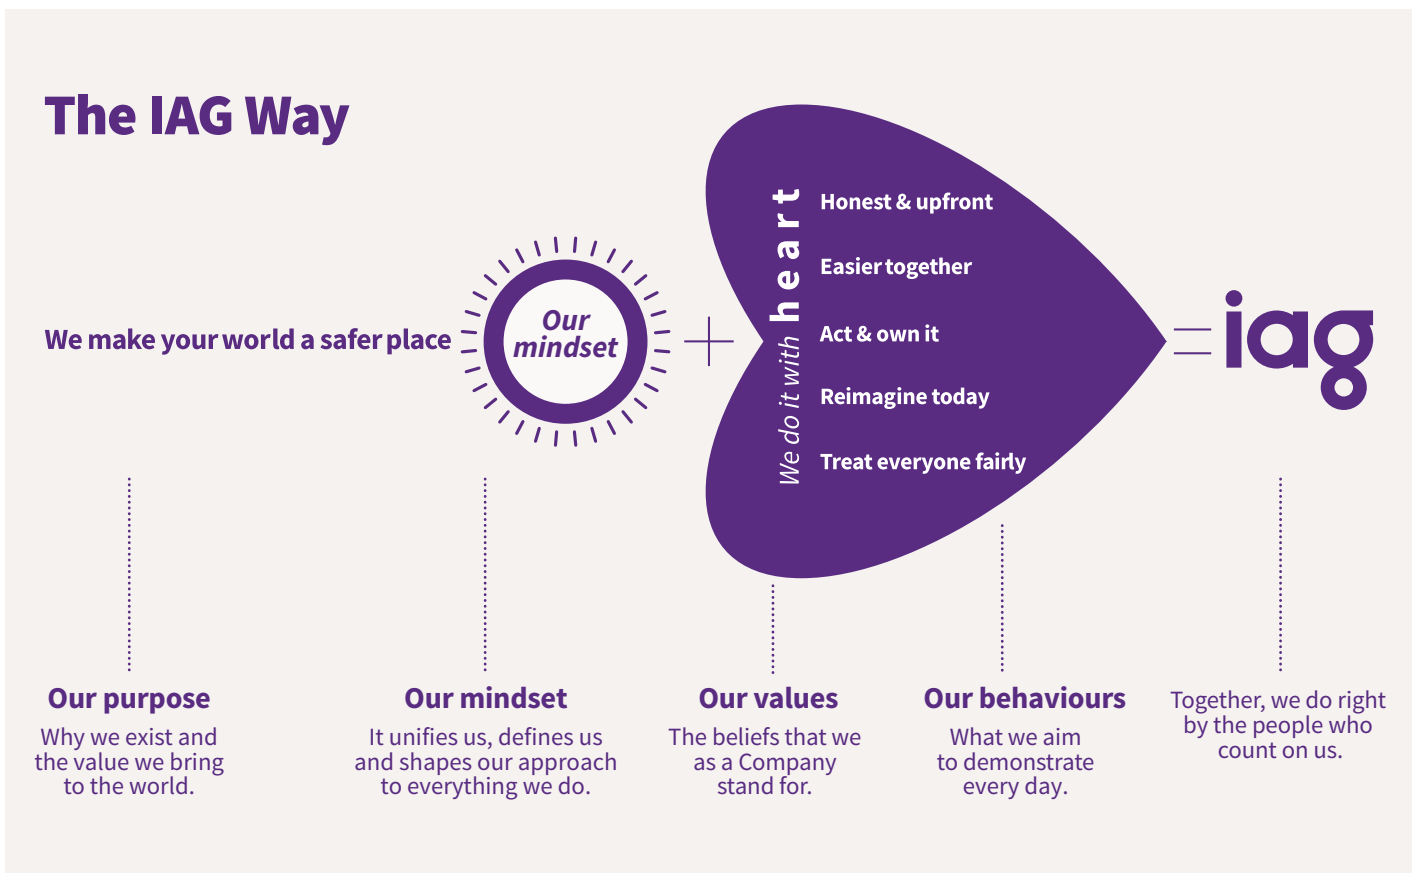 The IAG Way
We make your world a safer place
Our
mindset
We do it with heart
Honest & upfront
Easier together
Act & own it
Reimagine today
Treat everyone fairly
iag
Our purpose
Why we exist and
the value we bring
to the world.
Our mindset
It unifies us, defines us
and shapes our approach
to everything we do.
Our values
The beliefs that we
as a Company
stand for.
Our behaviours
What we aim
to demonstrate
every day.
Together, we do right
by the people who
count on us.